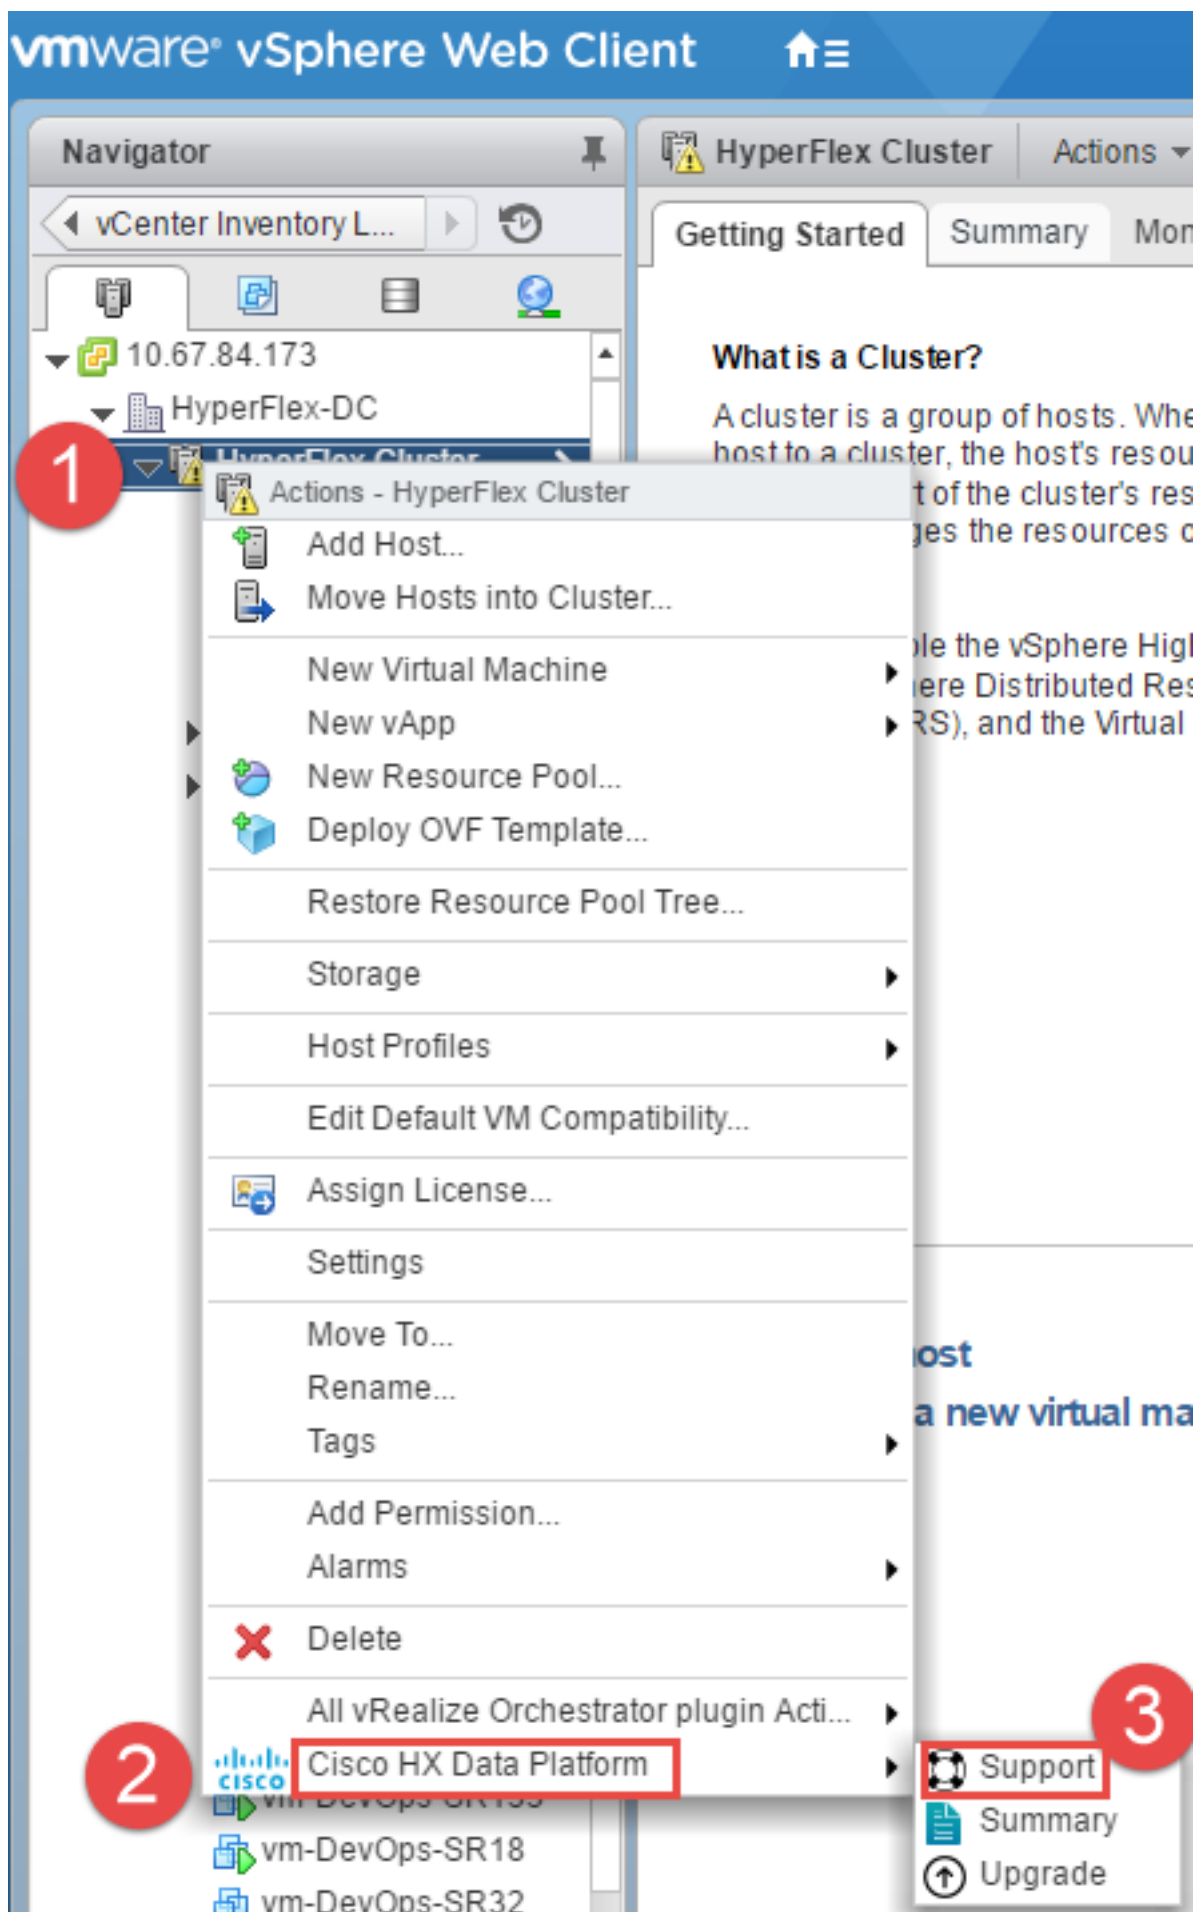 vmware® vSphere Web Client
Navigator
HyperFlex Cluster
Actions
vCenter Inventory L...
Getting Started
Summary
Mon
10.67.84.173
HyperFlex-DC
HyperFlex Cluster
What is a Cluster?
A cluster is a group of hosts. Whe
host to a cluster, the host's resou
t of the cluster's res
ges the resources o
ble the vSphere High
ere Distributed Res
RS), and the Virtual
1
Actions - HyperFlex Cluster
Add Host...
Move Hosts into Cluster...
New Virtual Machine
New vApp
New Resource Pool...
Deploy OVF Template...
Restore Resource Pool Tree...
Storage
Host Profiles
Edit Default VM Compatibility...
Assign License...
Settings
Move To...
Rename...
Tags
Add Permission...
Alarms
Delete
All vRealize Orchestrator plugin Acti...
2
cisco
Cisco HX Data Platform
3
Support
Summary
Upgrade
ost
a new virtual ma
vm-DevOps-SR18
vm-DevOps-SR32